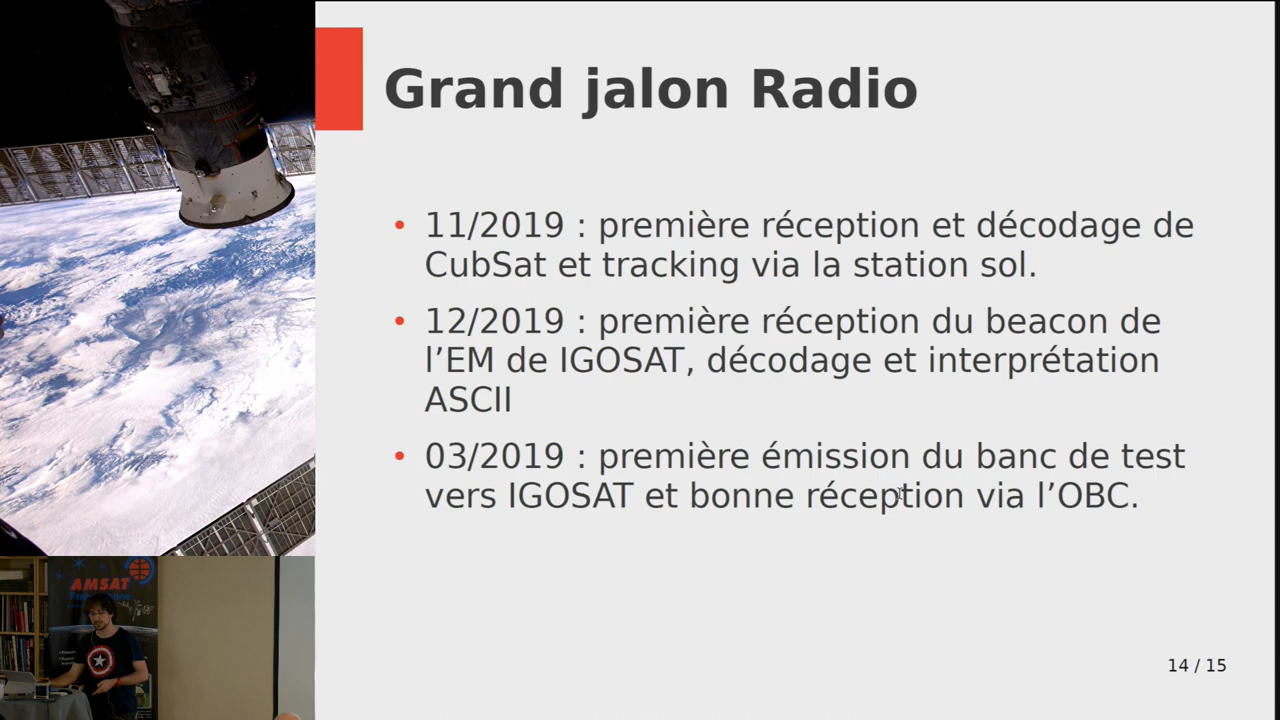 Grand jalon Radio
• 11/2019 : première réception et décodage de
CubSat et tracking via la station sol.
• 12/2019 : première réception du beacon de
l’EM de IGOSAT, décodage et interprétation
ASCII
• 03/2019 : première émission du banc de test
vers IGOSAT et bonne réception via l’OBC.
14 / 15
AMSAT